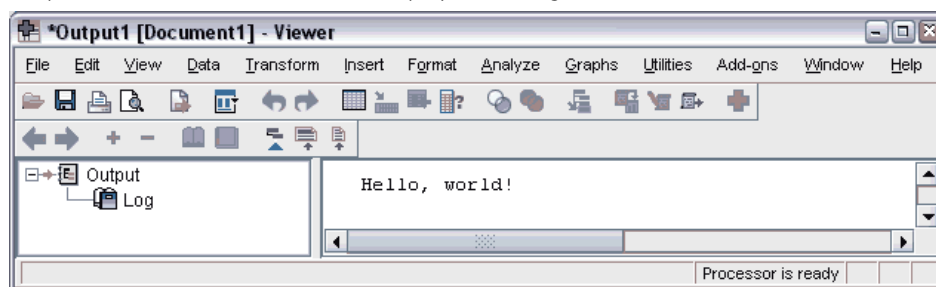 *Output1 [Document1] - Viewer
File Edit View Data Transform Insert Format Analyze Graphs Utilities Add-ons Window Help
Output
Log
Hello, world!
Processor is ready